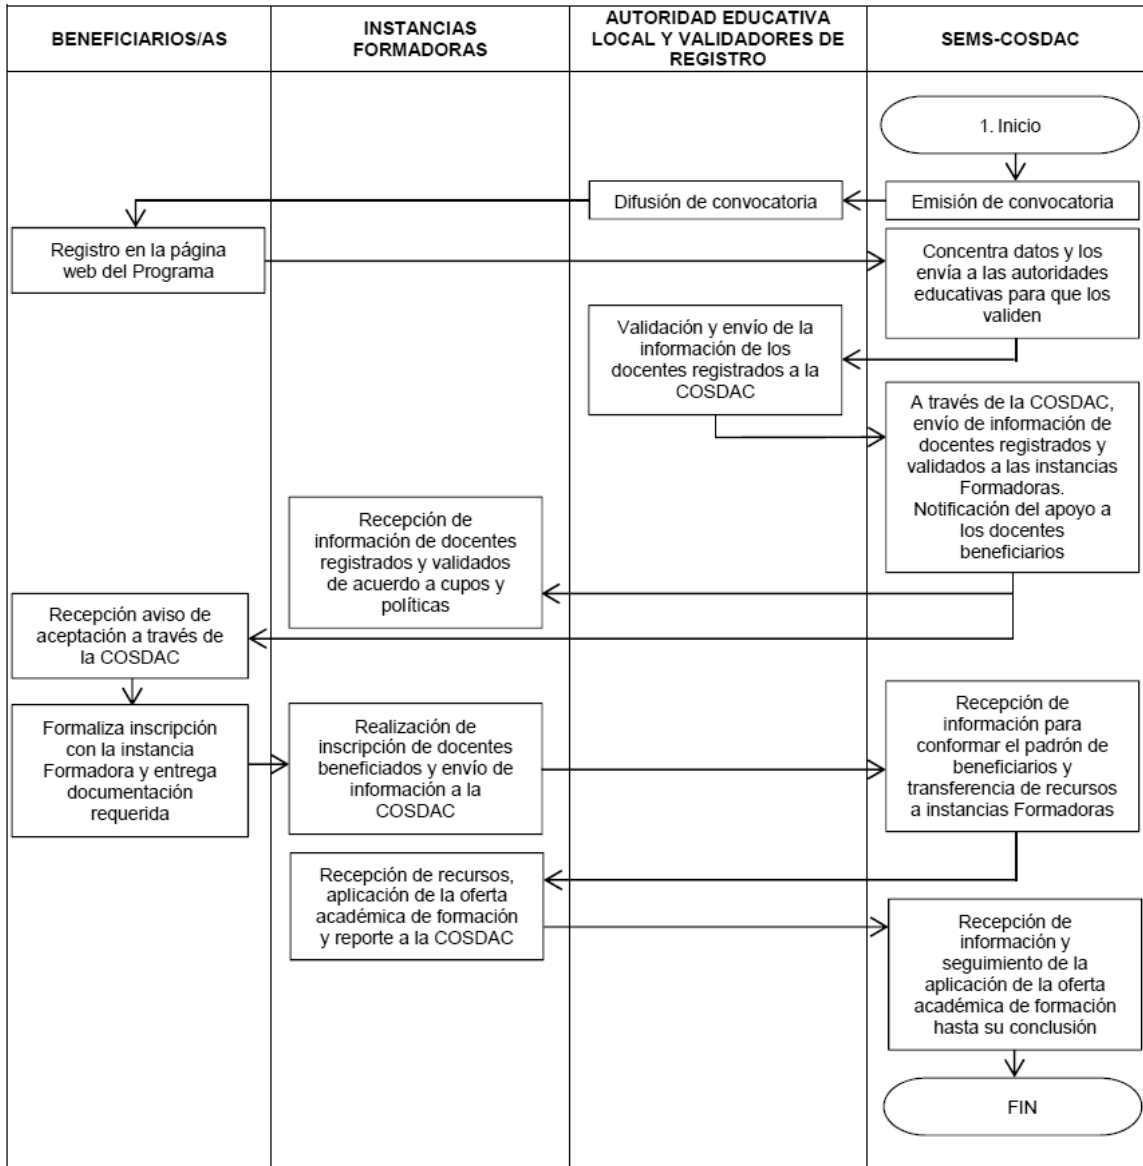 BENEFICIARIOS/AS
INSTANCIAS
FORMADORAS
AUTORIDAD EDUCATIVA
LOCAL Y VALIDADORES DE
REGISTRO
SEMS-COSDAC
1. Inicio
Emisión de convocatoria
Difusión de convocatoria
Registro en la página
web del Programa
Concentra datos y los
envía a las autoridades
educativas para que los
validen
Validación y envío de la
información de los
docentes registrados a la
COSDAC
A través de la COSDAC,
envío de información de
docentes registrados y
validados a las instancias
Formadoras.
Notificación del apoyo a
los docentes
beneficiarios
Recepción de
información de docentes
registrados y validados
de acuerdo a cupos y
políticas
Recepción aviso de
aceptación a través de
la COSDAC
Formaliza inscripción
con la instancia
Formadora y entrega
documentación
requerida
Realización de
inscripción de docentes
beneficiados y envío de
información a la
COSDAC
Recepción de
información para
conformar el padrón de
beneficiarios y
transferencia de recursos
a instancias Formadoras
Recepción de recursos,
aplicación de la oferta
académica de formación
y reporte a la COSDAC
Recepción de
información y
seguimiento de la
aplicación de la oferta
académica de formación
hasta su conclusión
FIN